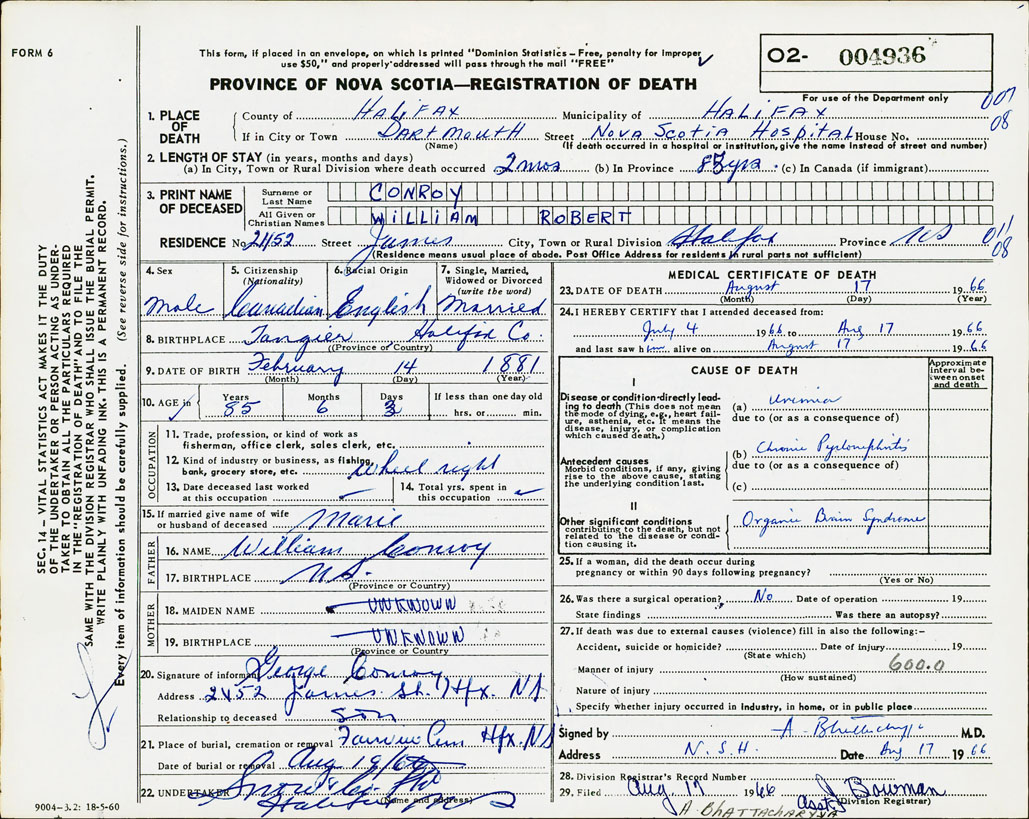 FORM 6
This form, if placed in an envelope, on which is printed "Dominion Statistics – Free, penalty for improper
use $50," and properly addressed will pass through the mail "FREE"
O2- 004936
PROVINCE OF NOVA SCOTIA—REGISTRATION OF DEATH
For use of the Department only
007
08
1. PLACE OF DEATH
County of HALIFAX Municipality of HALIFAX
If in City or Town DARTMOUTH Street NOVA SCOTIA HOSPITAL House No.
(Name) (If death occurred in a hospital or institution, give the name instead of street and number)
2. LENGTH OF STAY (in years, months and days)
(a) In City, Town or Rural Division where death occurred 2 mos (b) In Province 85 yrs (c) In Canada (if immigrant)
3. PRINT NAME OF DECEASED
Surname or Last Name CONROY
All Given or Christian Names WILLIAM ROBERT
RESIDENCE No. 2452 Street James City, Town or Rural Division Halifax Province NS
011
08
(Residence means usual place of abode. Post Office Address for residents in rural parts not sufficient)
4. Sex
Male
5. Citizenship
(Nationality)
Canadian
6. Racial Origin
English
7. Single, Married,
Widowed or Divorced
(write the word)
Married
8. BIRTHPLACE Tangier, Halifax Co.
(Province or Country)
9. DATE OF BIRTH February 14 1881
(Month) (Day) (Year)
10. AGE in
Years 85
Months 6
Days 3
If less than one day old
hrs. or min.
OCCUPATION
11. Trade, profession, or kind of work as
fisherman, office clerk, sales clerk, etc.
12. Kind of industry or business, as fishing,
bank, grocery store, etc. Wheel right
13. Date deceased last worked
at this occupation
14. Total yrs. spent in
this occupation
15. If married give name of wife
or husband of deceased Marie
FATHER
16. NAME William Conroy
17. BIRTHPLACE NS.
(Province or Country)
MOTHER
18. MAIDEN NAME UNKNOWN
19. BIRTHPLACE UNKNOWN
(Province or Country)
20. Signature of informant George Conroy
Address 2452 James St. Hfx. NS
Relationship to deceased son
21. Place of burial, cremation or removal Fairview Cem Hfx. NS
Date of burial or removal Aug 19/66
22. UNDERTAKER Snow & Co. Ltd
Halifax NS
(Name and address)
9004–3.2: 18-5-60
MEDICAL CERTIFICATE OF DEATH
23. DATE OF DEATH August 17 1966
(Month) (Day) (Year)
24. I HEREBY CERTIFY that I attended deceased from:
July 4 1966 to Aug 17 1966
and last saw him alive on August 17 1966
CAUSE OF DEATH
Approximate
interval be-
tween onset
and death
I
Disease or condition directly lead-
ing to death (This does not mean
the mode of dying, e.g., heart fail-
ure, asthenia, etc. It means the
disease, injury, or complication
which caused death.)
(a) Uremia
due to (or as a consequence of)
Antecedent causes
Morbid conditions, if any, giving
rise to the above cause, stating
the underlying condition last.
(b) Chronic Pyelonephritis
due to (or as a consequence of)
(c)
II
Other significant conditions
contributing to the death, but not
related to the disease or condi-
tion causing it.
Organic Brain Syndrome
25. If a woman, did the death occur during
pregnancy or within 90 days following pregnancy?
(Yes or No)
26. Was there a surgical operation? No Date of operation 19
State findings Was there an autopsy?
27. If death was due to external causes (violence) fill in also the following:–
Accident, suicide or homicide? Date of injury 19
(State which)
Manner of injury 600.0
(How sustained)
Nature of injury
Specify whether injury occurred in industry, in home, or in public place
Signed by A. Bhattacharyya M.D.
Address N.S.H. Date Aug 17 1966
28. Division Registrar's Record Number
29. Filed Aug. 17 1966 J Bowman
Asst
(Division Registrar)
A BHATTACHARYYA
SEC. 14 – VITAL STATISTICS ACT MAKES IT THE DUTY
OF THE UNDERTAKER OR PERSON ACTING AS UNDER-
TAKER TO OBTAIN ALL THE PARTICULARS REQUIRED
IN THE "REGISTRATION OF DEATH" AND TO FILE THE
SAME WITH THE DIVISION REGISTRAR WHO SHALL ISSUE THE BURIAL PERMIT.
WRITE PLAINLY WITH UNFADING INK. THIS IS A PERMANENT RECORD.
Every item of information should be carefully supplied. (See reverse side for instructions.)